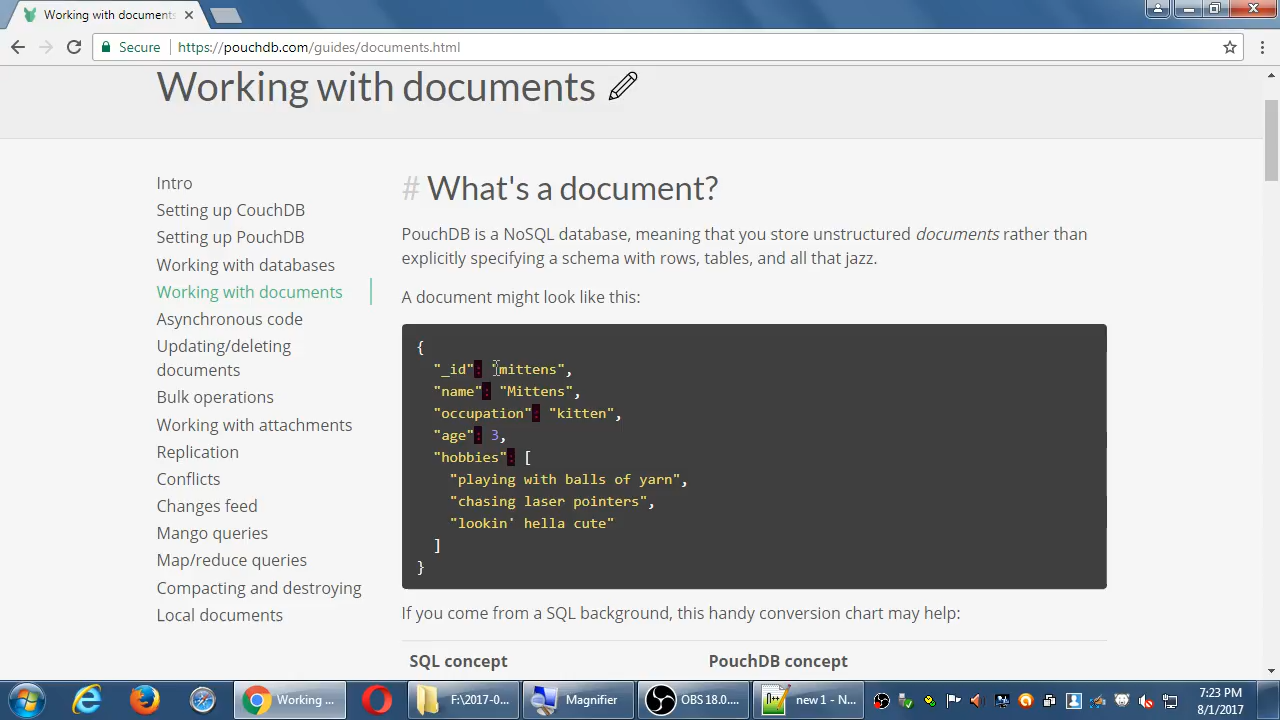 Working with documents
Secure
https://pouchdb.com/guides/documents.html
Working with documents
Intro
Setting up CouchDB
Setting up PouchDB
Working with databases
Working with documents
Asynchronous code
Updating/deleting
documents
Bulk operations
Working with attachments
Replication
Conflicts
Changes feed
Mango queries
Map/reduce queries
Compacting and destroying
Local documents
# What's a document?
PouchDB is a NoSQL database, meaning that you store unstructured documents rather than
explicitly specifying a schema with rows, tables, and all that jazz.
A document might look like this:
{
"_id": "mittens",
"name": "Mittens",
"occupation": "kitten",
"age": 3,
"hobbies": [
"playing with balls of yarn",
"chasing laser pointers",
"lookin' hella cute"
]
}
If you come from a SQL background, this handy conversion chart may help:
SQL concept PouchDB concept
Working ...
F:\2017-0...
Magnifier
OBS 18.0....
new 1 - N...
7:23 PM
8/1/2017